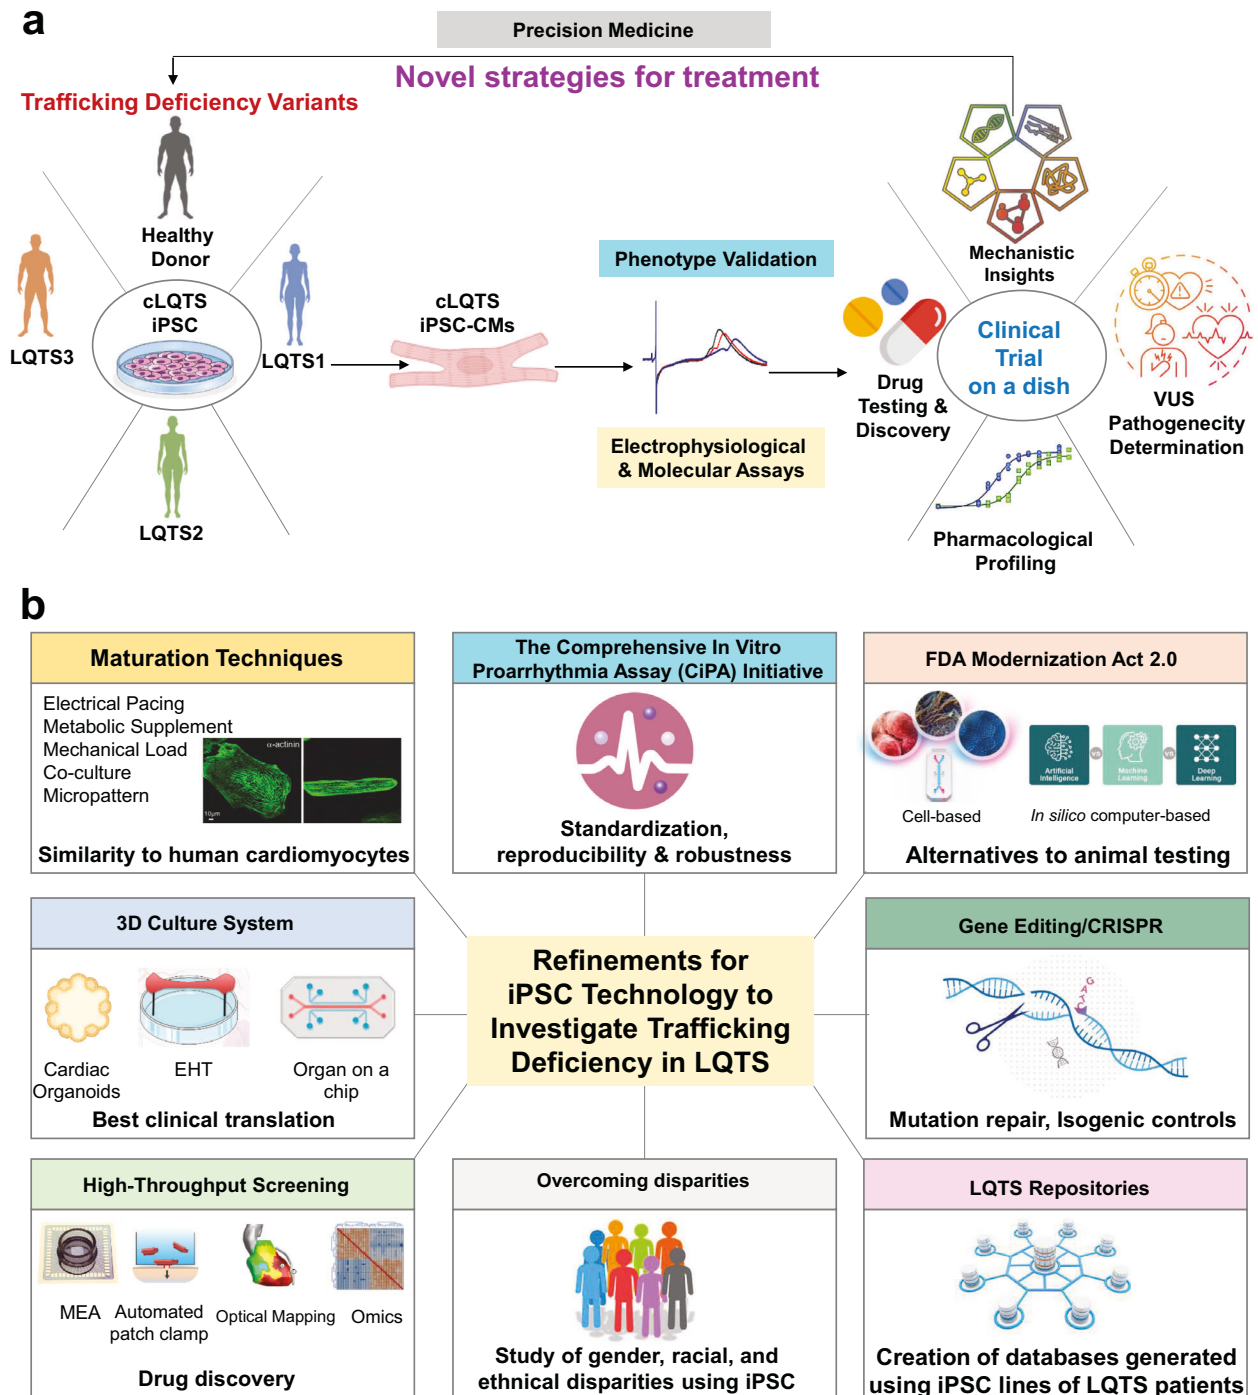 a
Precision Medicine
Novel strategies for treatment
Trafficking Deficiency Variants
Healthy
Donor
LQTS3
cLQTS
iPSC
LQTS1
LQTS2
cLQTS
iPSC-CMs
Phenotype Validation
Electrophysiological
& Molecular Assays
Mechanistic
Insights
Drug
Testing &
Discovery
Clinical
Trial
on a dish
VUS
Pathogenecity
Determination
Pharmacological
Profiling
b
Maturation Techniques
Electrical Pacing
Metabolic Supplement
Mechanical Load
Co-culture
Micropattern
α-actinin
10μm
Similarity to human cardiomyocytes
The Comprehensive In Vitro
Proarrhythmia Assay (CiPA) Initiative
Standardization,
reproducibility & robustness
FDA Modernization Act 2.0
Artificial
Intelligence
vs
Machine
Learning
vs
Deep
Learning
Cell-based
In silico computer-based
Alternatives to animal testing
3D Culture System
Cardiac
Organoids
EHT
Organ on a
chip
Best clinical translation
Refinements for
iPSC Technology to
Investigate Trafficking
Deficiency in LQTS
Gene Editing/CRISPR
Mutation repair, Isogenic controls
High-Throughput Screening
MEA
Automated
patch clamp
Optical Mapping
Omics
Drug discovery
Overcoming disparities
Study of gender, racial, and
ethnical disparities using iPSC
LQTS Repositories
Creation of databases generated
using iPSC lines of LQTS patients